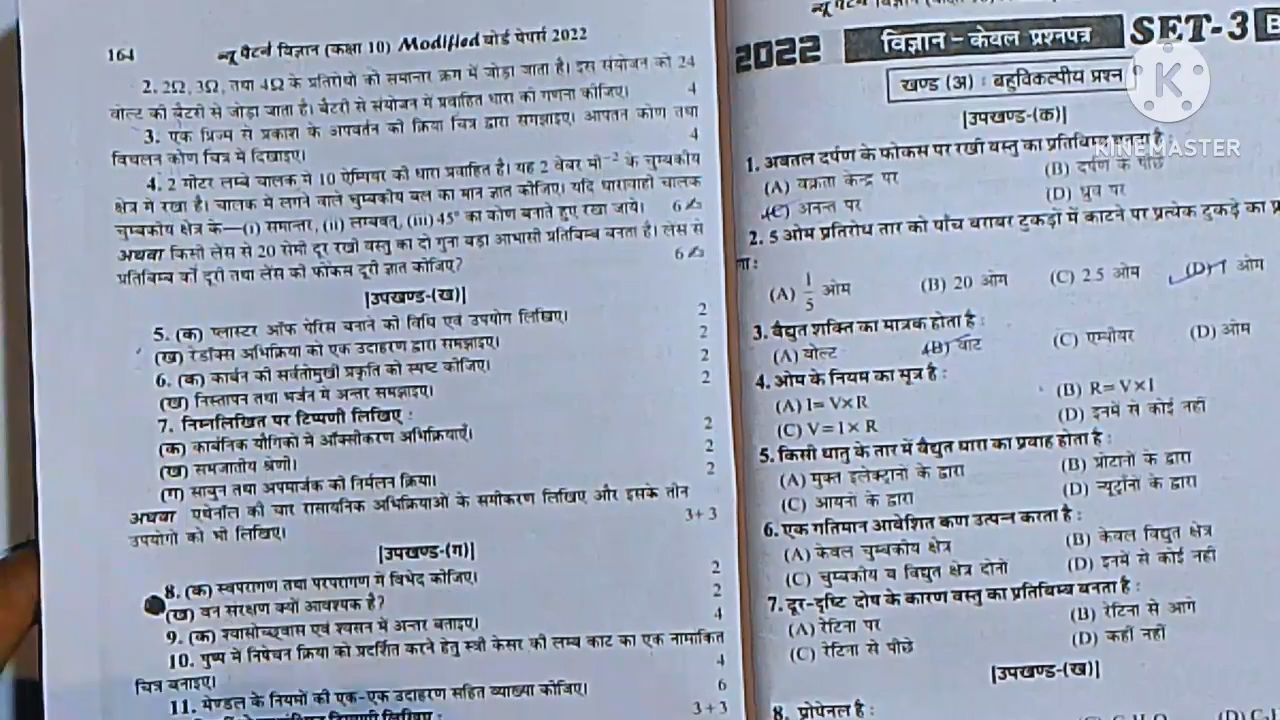 164
न्यू पैटर्न विज्ञान (कक्षा 10) Modified बोर्ड पेपर्स 2022
2. 2Ω, 3Ω, तथा 4Ω के प्रतिरोधों को समान्तर क्रम में जोड़ा जाता है। इस संयोजन को 24
वोल्ट की बैटरी से जोड़ा जाता है। बैटरी से संयोजन में प्रवाहित धारा की गणना कीजिए। 4
3. एक प्रिज्म से प्रकाश के अपवर्तन की क्रिया चित्र द्वारा समझाइए। आपतन कोण तथा
विचलन कोण चित्र में दिखाइए। 4
4. 2 मीटर लम्बे चालक में 10 ऐम्पियर की धारा प्रवाहित है। यह 2 वेबर मी⁻² के चुम्बकीय
क्षेत्र में रखा है। चालक में लगने वाले चुम्बकीय बल का मान ज्ञात कीजिए। यदि धारावाही चालक
चुम्बकीय क्षेत्र के—(i) समान्तर, (ii) लम्बवत्, (iii) 45° का कोण बनाते हुए रखा जाये। 6
अथवा किसी लेंस से 20 सेमी दूर रखी वस्तु का दो गुना बड़ा आभासी प्रतिबिम्ब बनता है। लेंस से
प्रतिबिम्ब की दूरी तथा लेंस की फोकस दूरी ज्ञात कीजिए? 6
|उपखण्ड-(ख)|
5. (क) प्लास्टर ऑफ पेरिस बनाने की विधि एवं उपयोग लिखिए। 2
(ख) रेडॉक्स अभिक्रिया को एक उदाहरण द्वारा समझाइए। 2
6. (क) कार्बन की सर्वतोमुखी प्रकृति को स्पष्ट कीजिए। 2
(ख) निस्तापन तथा भर्जन में अन्तर समझाइए। 2
7. निम्नलिखित पर टिप्पणी लिखिए :
(क) कार्बनिक यौगिकों में ऑक्सीकरण अभिक्रियाएँ। 2
(ख) समजातीय श्रेणी। 2
(ग) साबुन तथा अपमार्जक की निर्मलन क्रिया। 2
अथवा एथेनॉल की चार रासायनिक अभिक्रियाओं के समीकरण लिखिए और इसके तीन
उपयोगों को भी लिखिए। 3+3
|उपखण्ड-(ग)|
8. (क) स्वपरागण तथा परपरागण में विभेद कीजिए। 2
(ख) वन संरक्षण क्यों आवश्यक है? 2
9. (क) श्वासोच्छ्वास एवं श्वसन में अन्तर बताइए। 4
10. पुष्प में निषेचन क्रिया को प्रदर्शित करने हेतु स्त्री केसर की लम्ब काट का एक नामांकित
चित्र बनाइए। 4
11. मेण्डल के नियमों की एक-एक उदाहरण सहित व्याख्या कीजिए। 6
3+3
2022 विज्ञान – केवल प्रश्नपत्र SET-3
खण्ड (अ) : बहुविकल्पीय प्रश्न
|उपखण्ड-(क)|
KINEMASTER
1. अवतल दर्पण के फोकस पर रखी वस्तु का प्रतिबिम्ब बनता है :
(A) वक्रता केन्द्र पर (B) दर्पण के पीछे
(C) अनन्त पर (D) ध्रुव पर
2. 5 ओम प्रतिरोध तार को पाँच बराबर टुकड़ों में काटने पर प्रत्येक टुकड़े का
(A) 1/5 ओम (B) 20 ओम (C) 2.5 ओम (D) 1 ओम
3. वैद्युत शक्ति का मात्रक होता है :
(A) वोल्ट (B) वाट (C) एम्पीयर (D) ओम
4. ओम के नियम का सूत्र है :
(A) I= V×R (B) R= V×I
(C) V= I× R (D) इनमें से कोई नहीं
5. किसी धातु के तार में वैद्युत धारा का प्रवाह होता है :
(A) मुक्त इलेक्ट्रानों के द्वारा (B) प्रोटानों के द्वारा
(C) आयनों के द्वारा (D) न्यूट्रॉनों के द्वारा
6. एक गतिमान आवेशित कण उत्पन्न करता है :
(A) केवल चुम्बकीय क्षेत्र (B) केवल विद्युत क्षेत्र
(C) चुम्बकीय व विद्युत क्षेत्र दोनों (D) इनमें से कोई नहीं
7. दूर-दृष्टि दोष के कारण वस्तु का प्रतिबिम्ब बनता है :
(A) रेटिना पर (B) रेटिना से आगे
(C) रेटिना से पीछे (D) कहीं नहीं
|उपखण्ड-(ख)|
8. प्रोपेनल है :